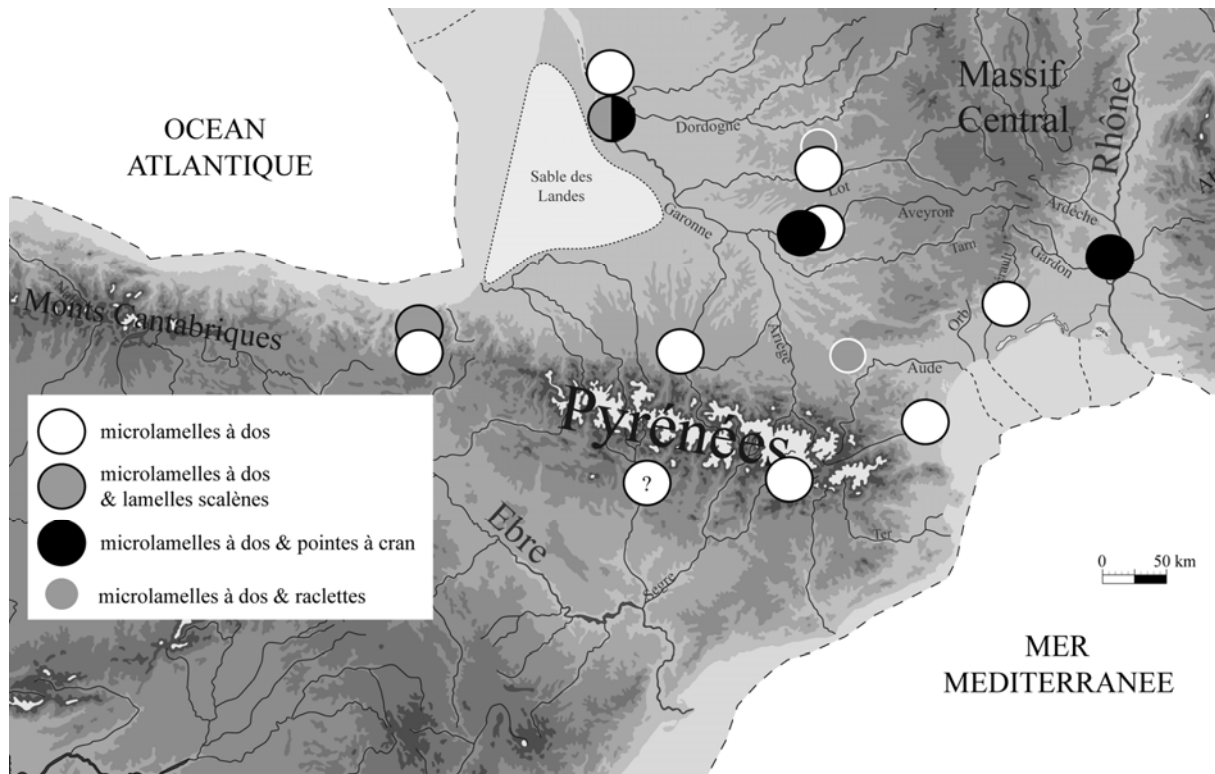 OCEAN
ATLANTIQUE
Massif
Central
Rhône
Dordogne
Sable des
Landes
Lot
Garonne
Aveyron
Ardèche
Tarn
Gardon
Hérault
Orb
Monts Cantabriques
Ariège
Aude
Pyrénées
?
Ebre
Ter
Segre
microlamelles à dos
microlamelles à dos
& lamelles scalènes
microlamelles à dos & pointes à cran
microlamelles à dos & raclettes
0 50 km
MER
MEDITERRANEE